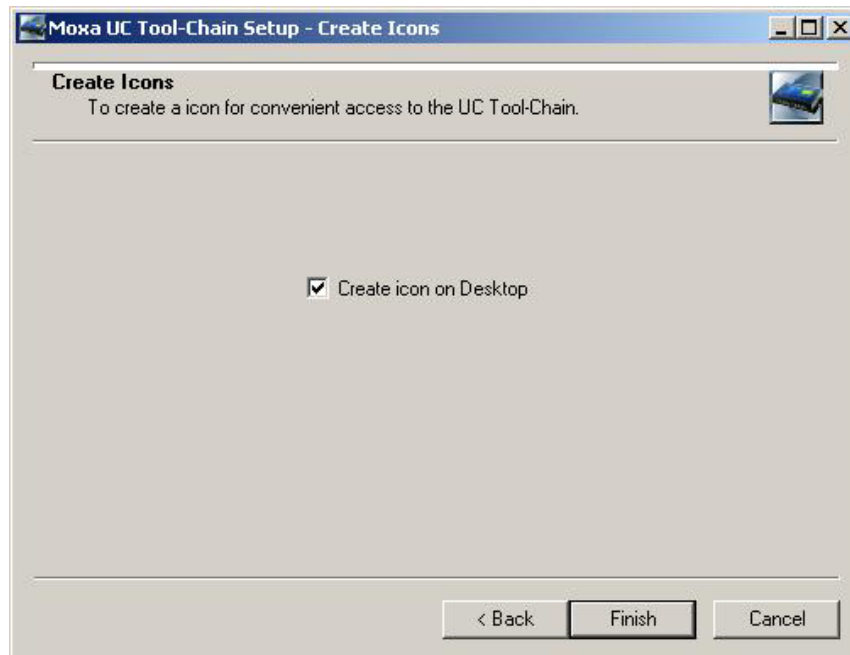 Moxa UC Tool-Chain Setup - Create Icons
Create Icons
To create a icon for convenient access to the UC Tool-Chain.
Create icon on Desktop
< Back
Finish
Cancel